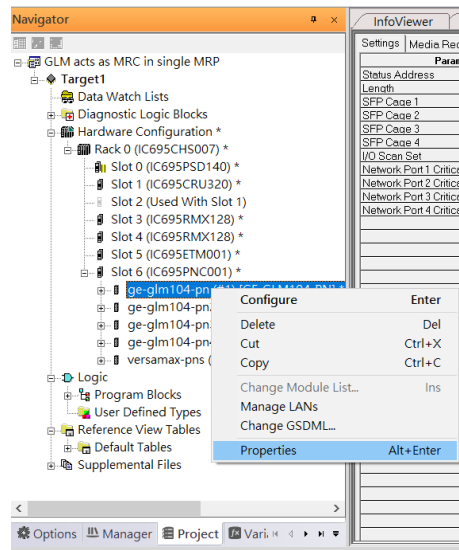 Navigator
InfoViewer
Settings
Media Red
Param
Status Address
Length
SFP Cage 1
SFP Cage 2
SFP Cage 3
SFP Cage 4
I/O Scan Set
Network Port 1 Critica
Network Port 2 Critica
Network Port 3 Critica
Network Port 4 Critica
GLM acts as MRC in single MRP
Target1
Data Watch Lists
Diagnostic Logic Blocks
Hardware Configuration *
Rack 0 (IC695CHS007) *
Slot 0 (IC695PSD140) *
Slot 1 (IC695CRU320) *
Slot 2 (Used With Slot 1)
Slot 3 (IC695RMX128) *
Slot 4 (IC695RMX128) *
Slot 5 (IC695ETM001) *
Slot 6 (IC695PNC001) *
ge-glm104-pn (#1) [GE GLM104 PN] *
ge-glm104-pn
ge-glm104-pn
ge-glm104-pn
versamax-pns (
Logic
Program Blocks
User Defined Types
Reference View Tables
Default Tables
Supplemental Files
Configure Enter
Delete Del
Cut Ctrl+X
Copy Ctrl+C
Change Module List... Ins
Manage LANs
Change GSDML...
Properties Alt+Enter
Options
Manager
Project
Vari